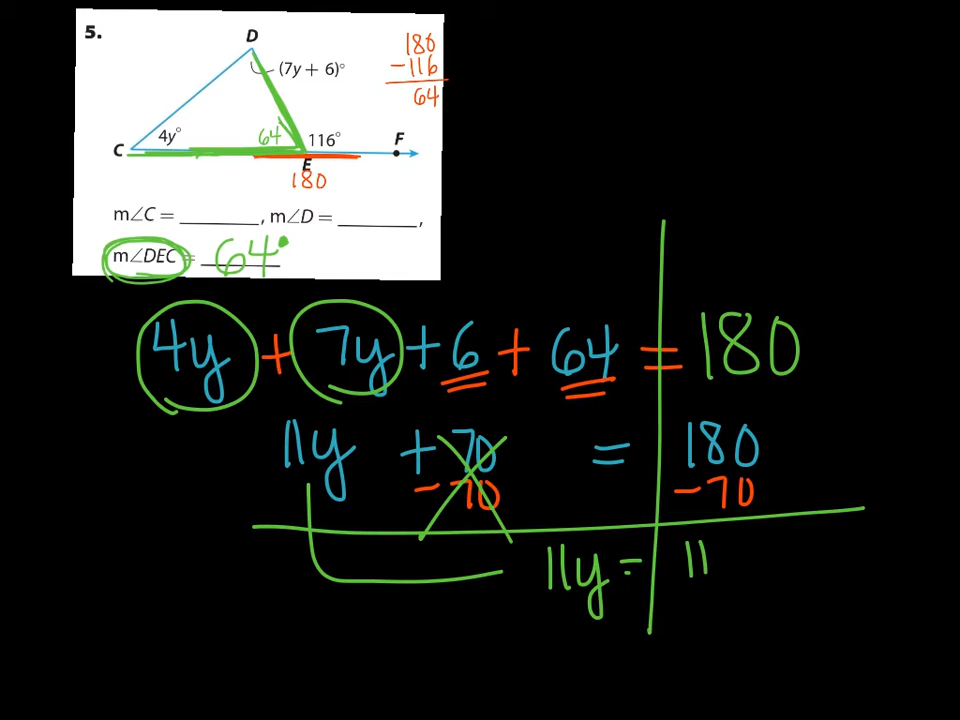 5.
D
(7y + 6)°
180
−116
64
4y°
64
116°
F
C
E
180
m∠C = ________, m∠D = ________,
m∠DEC = 64°
4y + 7y + 6 + 64 = 180
11y + 70 = 180
−70 −70
11y = 11